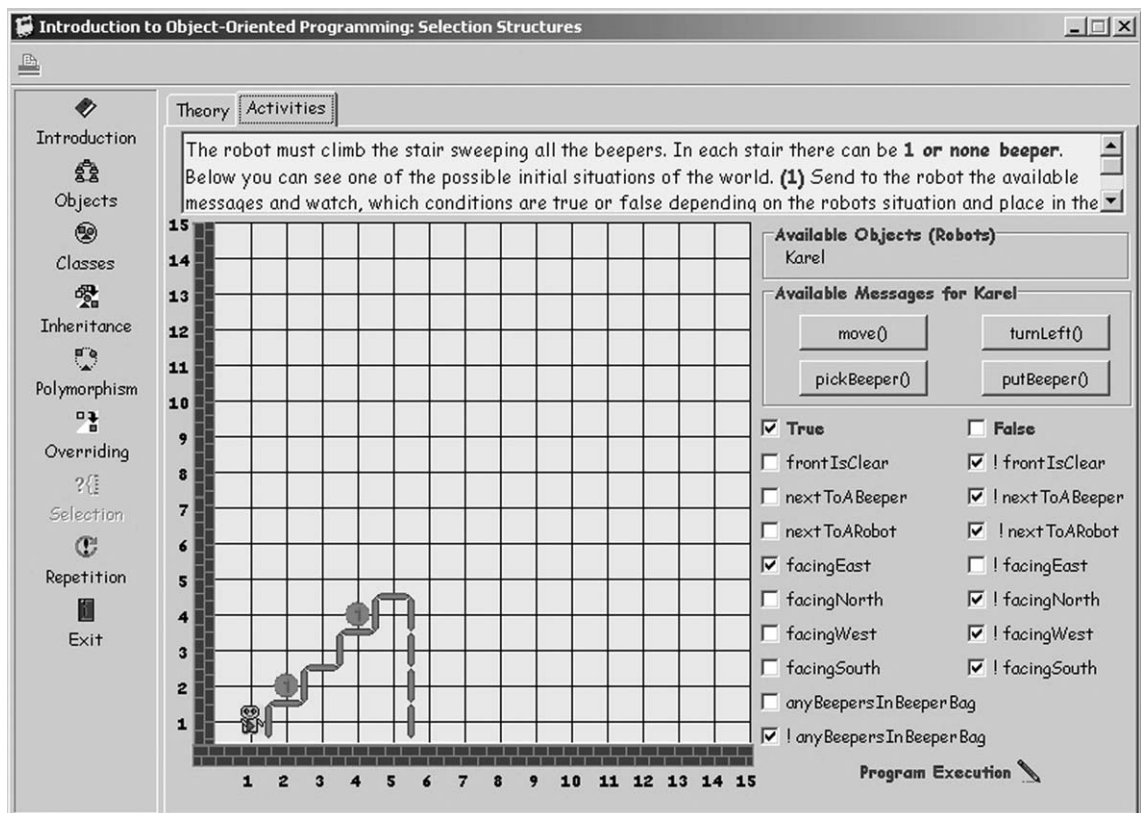 Introduction to Object-Oriented Programming: Selection Structures
Introduction
Objects
Classes
Inheritance
Polymorphism
Overriding
?{
Selection
Repetition
Exit
Theory
Activities
The robot must climb the stair sweeping all the beepers. In each stair there can be 1 or none beeper.
Below you can see one of the possible initial situations of the world. (1) Send to the robot the available
messages and watch, which conditions are true or false depending on the robots situation and place in the
15
14
13
12
11
10
9
8
7
6
5
4
3
2
1
1
1
1 2 3 4 5 6 7 8 9 10 11 12 13 14 15
Available Objects (Robots)
Karel
Available Messages for Karel
move() turnLeft()
pickBeeper() putBeeper()
True False
frontIsClear ! frontIsClear
nextToABeeper ! nextToABeeper
nextToARobot ! nextToARobot
facingEast ! facingEast
facingNorth ! facingNorth
facingWest ! facingWest
facingSouth ! facingSouth
anyBeepersInBeeperBag
! anyBeepersInBeeperBag
Program Execution